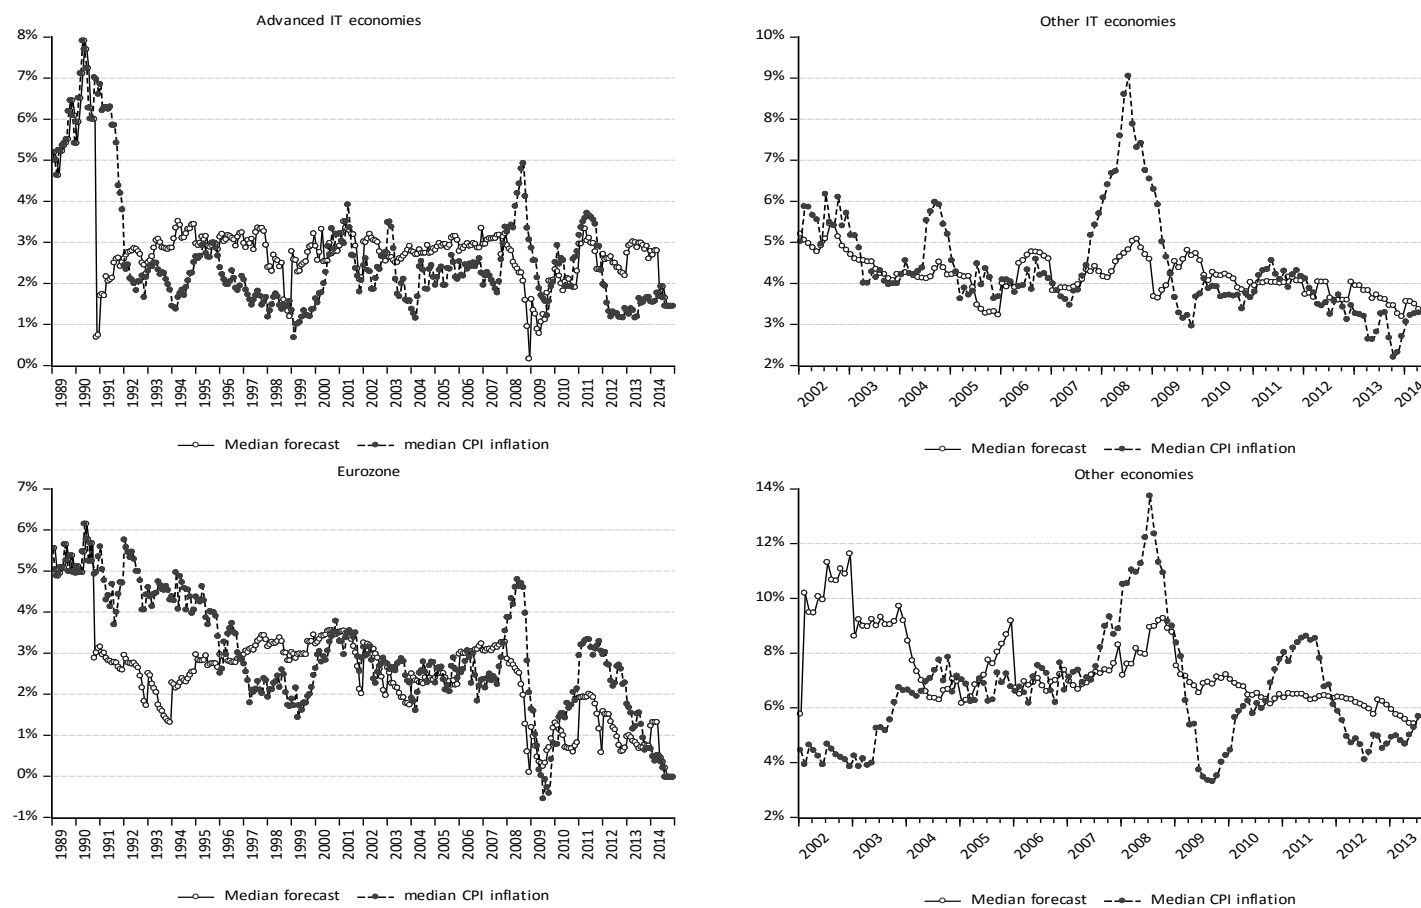 Advanced IT economies
8%
7%
6%
5%
4%
3%
2%
1%
0%
1989 1990 1991 1992 1993 1994 1995 1996 1997 1998 1999 2000 2001 2002 2003 2004 2005 2006 2007 2008 2009 2010 2011 2012 2013 2014
Median forecast median CPI inflation
Other IT economies
10%
9%
8%
7%
6%
5%
4%
3%
2%
2002 2003 2004 2005 2006 2007 2008 2009 2010 2011 2012 2013 2014
Median forecast Median CPI inflation
Eurozone
7%
6%
5%
4%
3%
2%
1%
0%
-1%
1989 1990 1991 1992 1993 1994 1995 1996 1997 1998 1999 2000 2001 2002 2003 2004 2005 2006 2007 2008 2009 2010 2011 2012 2013 2014
Median forecast median CPI inflation
Other economies
14%
12%
10%
8%
6%
4%
2%
2002 2003 2004 2005 2006 2007 2008 2009 2010 2011 2012 2013
Median forecast Median CPI inflation